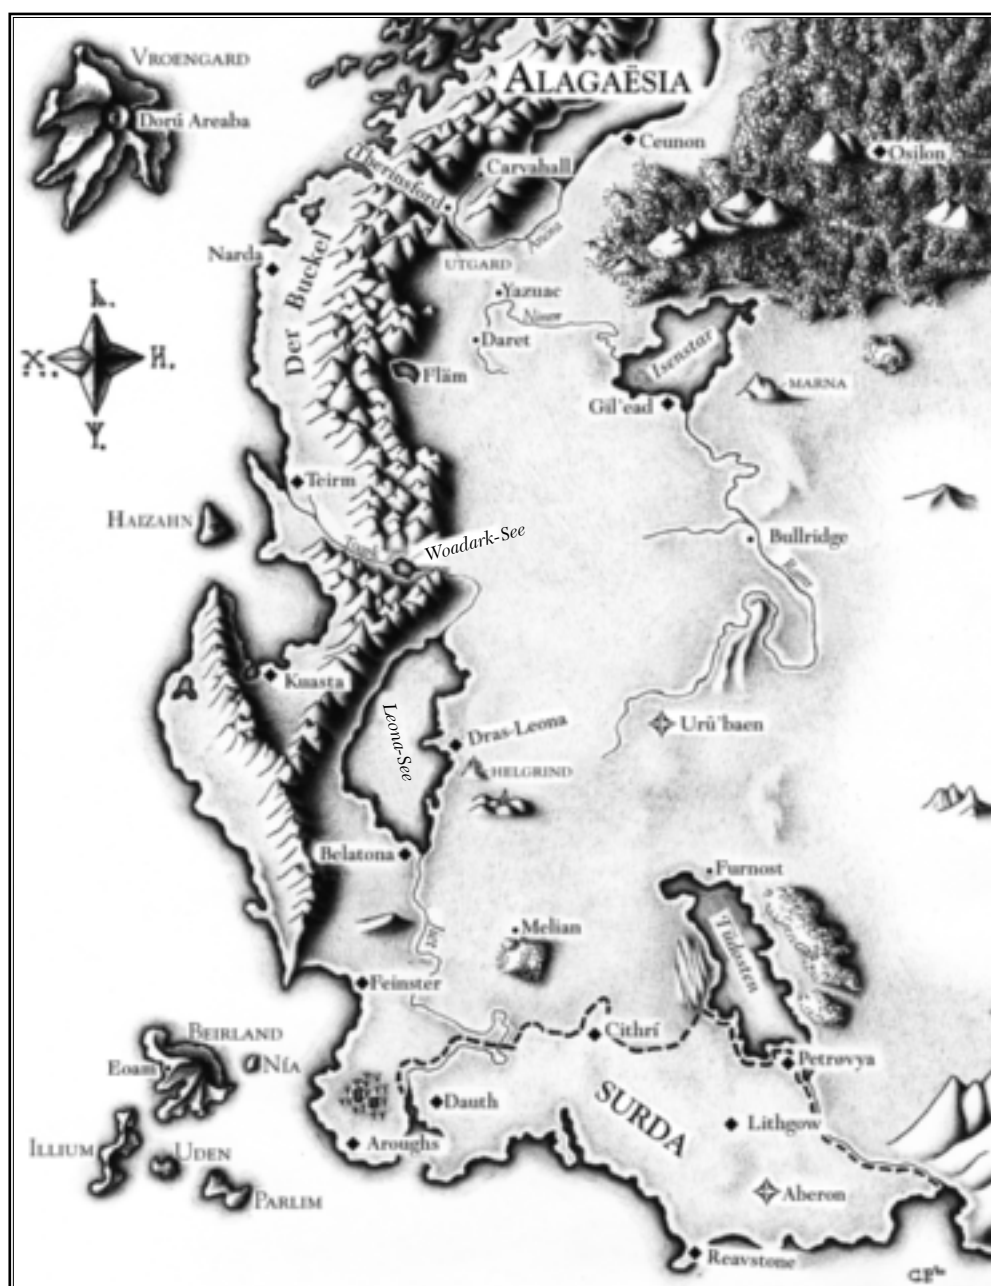 VROENGARD
ALAGAËSIA
Dorú Areaba
Ceunon
Osilon
Carvahall
Therinsford
Narda
Der Buckel
Anora
UTGARD
Yazuac
Ninor
Daret
Isenstar
Fläm
MARNA
Gil'ead
Teirm
HAIZAHN
Toark
Woadark-See
Bullridge
Ramr
Kuasta
Leona-See
Urû'baen
Dras-Leona
HELGRIND
Belatona
Furnost
Melian
Jiet
Tüdosten
Feinster
BEIRLAND
Cithrí
Eoam
NÍA
Petrøvya
SURDA
Dauth
Lithgow
ILLIUM
UDEN
Aroughs
PARLIM
Aberon
Reavstone